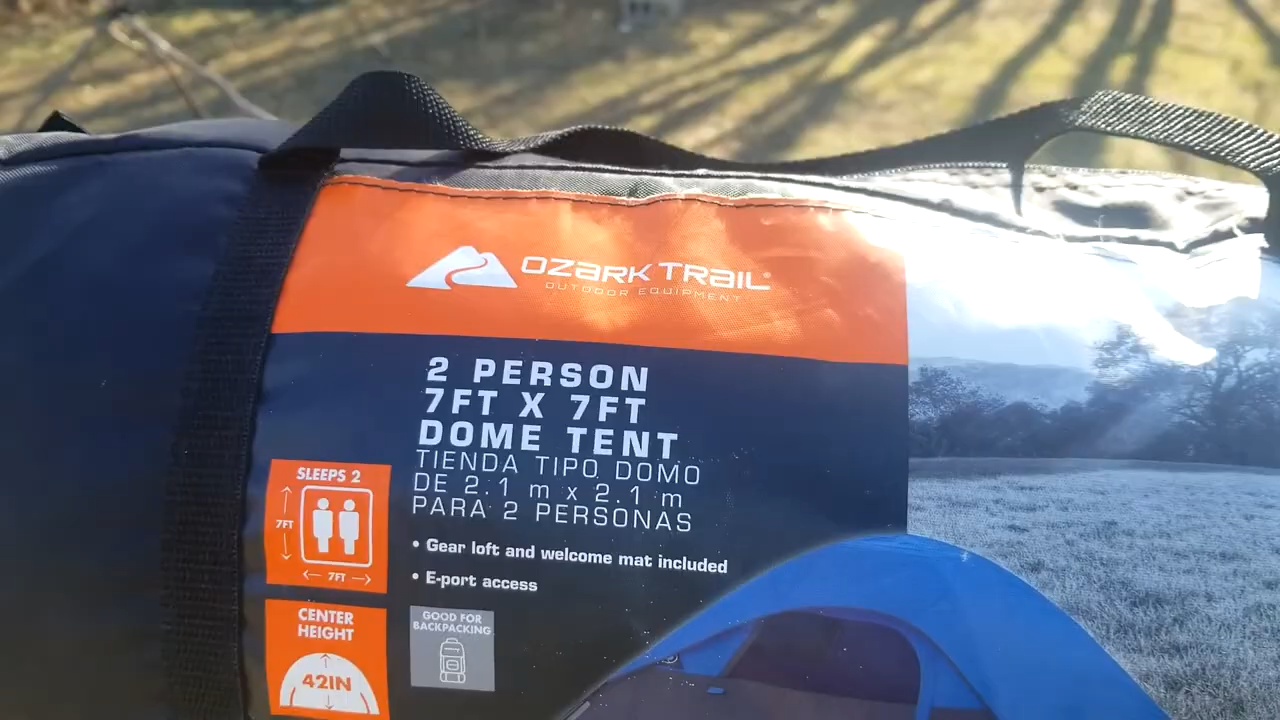 OZARK TRAIL®
OUTDOOR EQUIPMENT
2 PERSON
7FT X 7FT
DOME TENT
TIENDA TIPO DOMO
DE 2.1 m x 2.1 m
PARA 2 PERSONAS
• Gear loft and welcome mat included
• E-port access
SLEEPS 2
7FT
7FT
CENTER
HEIGHT
42IN
GOOD FOR
BACKPACKING